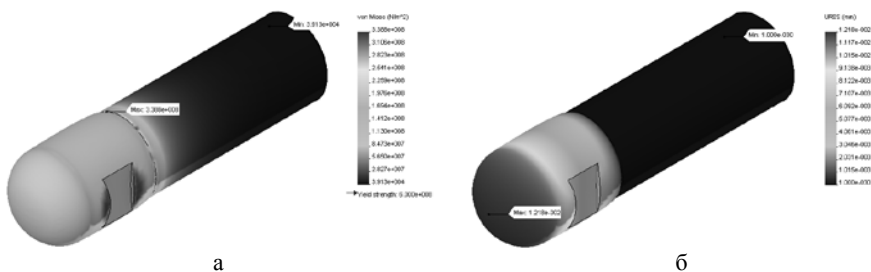 von Mises (N/m^2)
Min: 3.913e+004
Max: 3.388e+008
3.388e+008
3.106e+008
2.823e+008
2.541e+008
2.259e+008
1.976e+008
1.694e+008
1.412e+008
1.130e+008
8.473e+007
5.650e+007
2.827e+007
3.913e+004
Yield strength: 6.200e+008
а
URES (mm)
Min: 1.000e-030
Max: 1.218e-002
1.218e-002
1.117e-002
1.015e-002
9.138e-003
8.122e-003
7.107e-003
6.092e-003
5.077e-003
4.061e-003
3.046e-003
2.031e-003
1.015e-003
1.000e-030
б